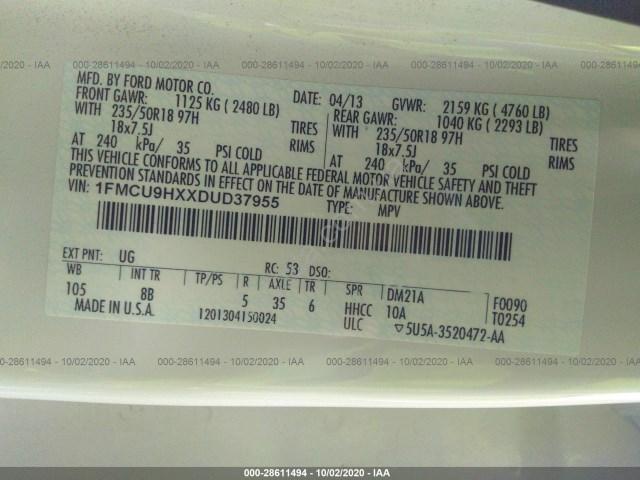 000-28611494 - 10/02/2020 - IAA
MFD. BY FORD MOTOR CO.
DATE: 04/13 GVWR: 2159 KG ( 4760 LB)
FRONT GAWR: 1125 KG ( 2480 LB) REAR GAWR: 1040 KG ( 2293 LB)
WITH 235/50R18 97H TIRES WITH 235/50R18 97H TIRES
18x7.5J RIMS 18x7.5J RIMS
AT 240 kPa/ 35 PSI COLD AT 240 kPa/ 35 PSI COLD
THIS VEHICLE CONFORMS TO ALL APPLICABLE FEDERAL MOTOR VEHICLE SAFETY AND THEFT
PREVENTION STANDARDS IN EFFECT ON THE DATE OF MANUFACTURE SHOWN ABOVE.
VIN: 1FMCU9HXXDUD37955 TYPE: MPV
EXT PNT: UG RC: 53 DSO:
WB INT TR TP/PS R AXLE TR SPR DM21A F0090
105 8B 5 35 6 HHCC 10A T0254
MADE IN U.S.A. 1201304150024 ULC 5U5A-3520472-AA
000-28611494 - 10/02/2020 - IAA
000-28611494 - 10/02/2020 - IAA